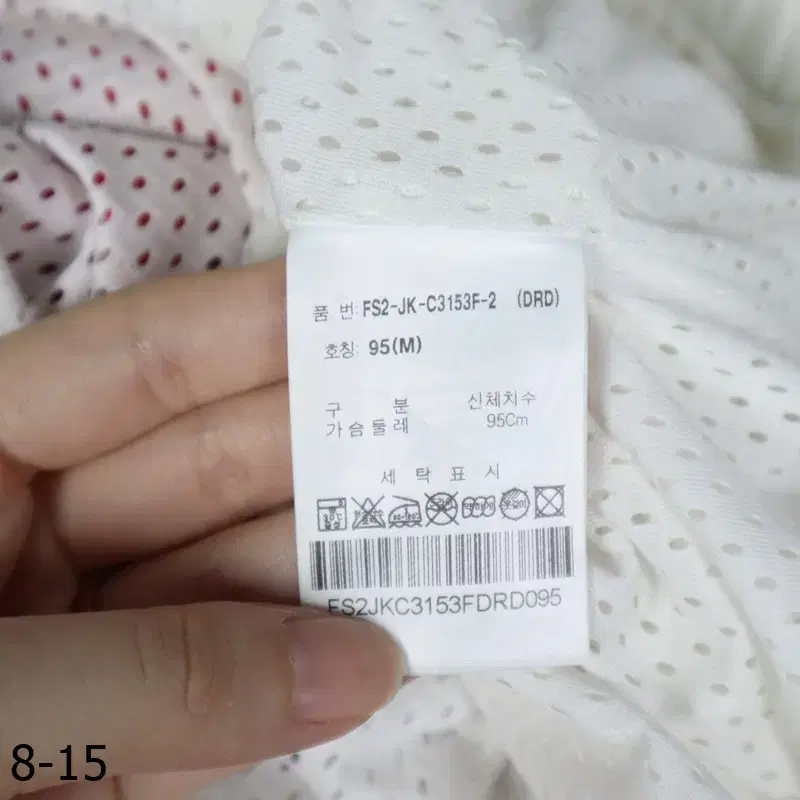 품 번: FS2-JK-C3153F-2 (DRD)
호칭: 95(M)
구 분 신체치수
가슴둘레 95Cm
세 탁 표 시
FS2JKC3153FDRD095
8-15